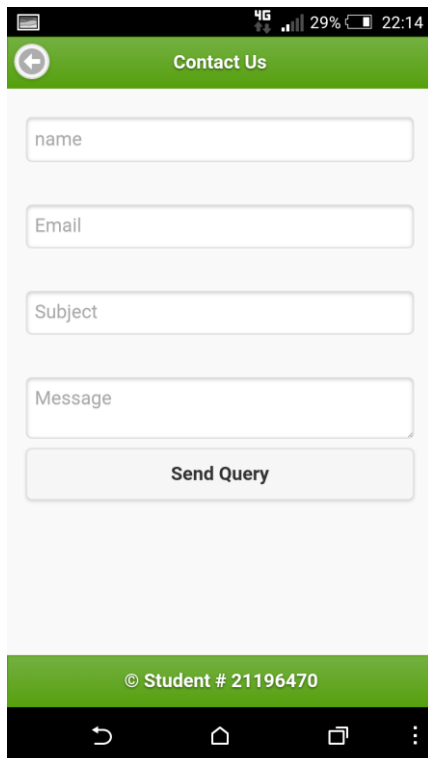 4G 29% 22:14
Contact Us
name
Email
Subject
Message
Send Query
© Student # 21196470